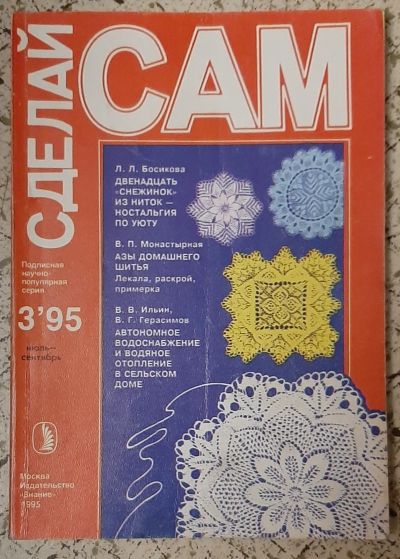 СДЕЛАЙ
САМ
Подписная
научно-
популярная
серия
3'95
июль—
сентябрь
Москва
Издательство
«Знание»
1995
Л. Л. Босикова
ДВЕНАДЦАТЬ
«СНЕЖИНОК»
ИЗ НИТОК —
НОСТАЛЬГИЯ
ПО УЮТУ
В. П. Монастырная
АЗЫ ДОМАШНЕГО
ШИТЬЯ
Лекала, раскрой,
примерка
В. В. Ильин,
В. Г. Герасимов
АВТОНОМНОЕ
ВОДОСНАБЖЕНИЕ
И ВОДЯНОЕ
ОТОПЛЕНИЕ
В СЕЛЬСКОМ
ДОМЕ